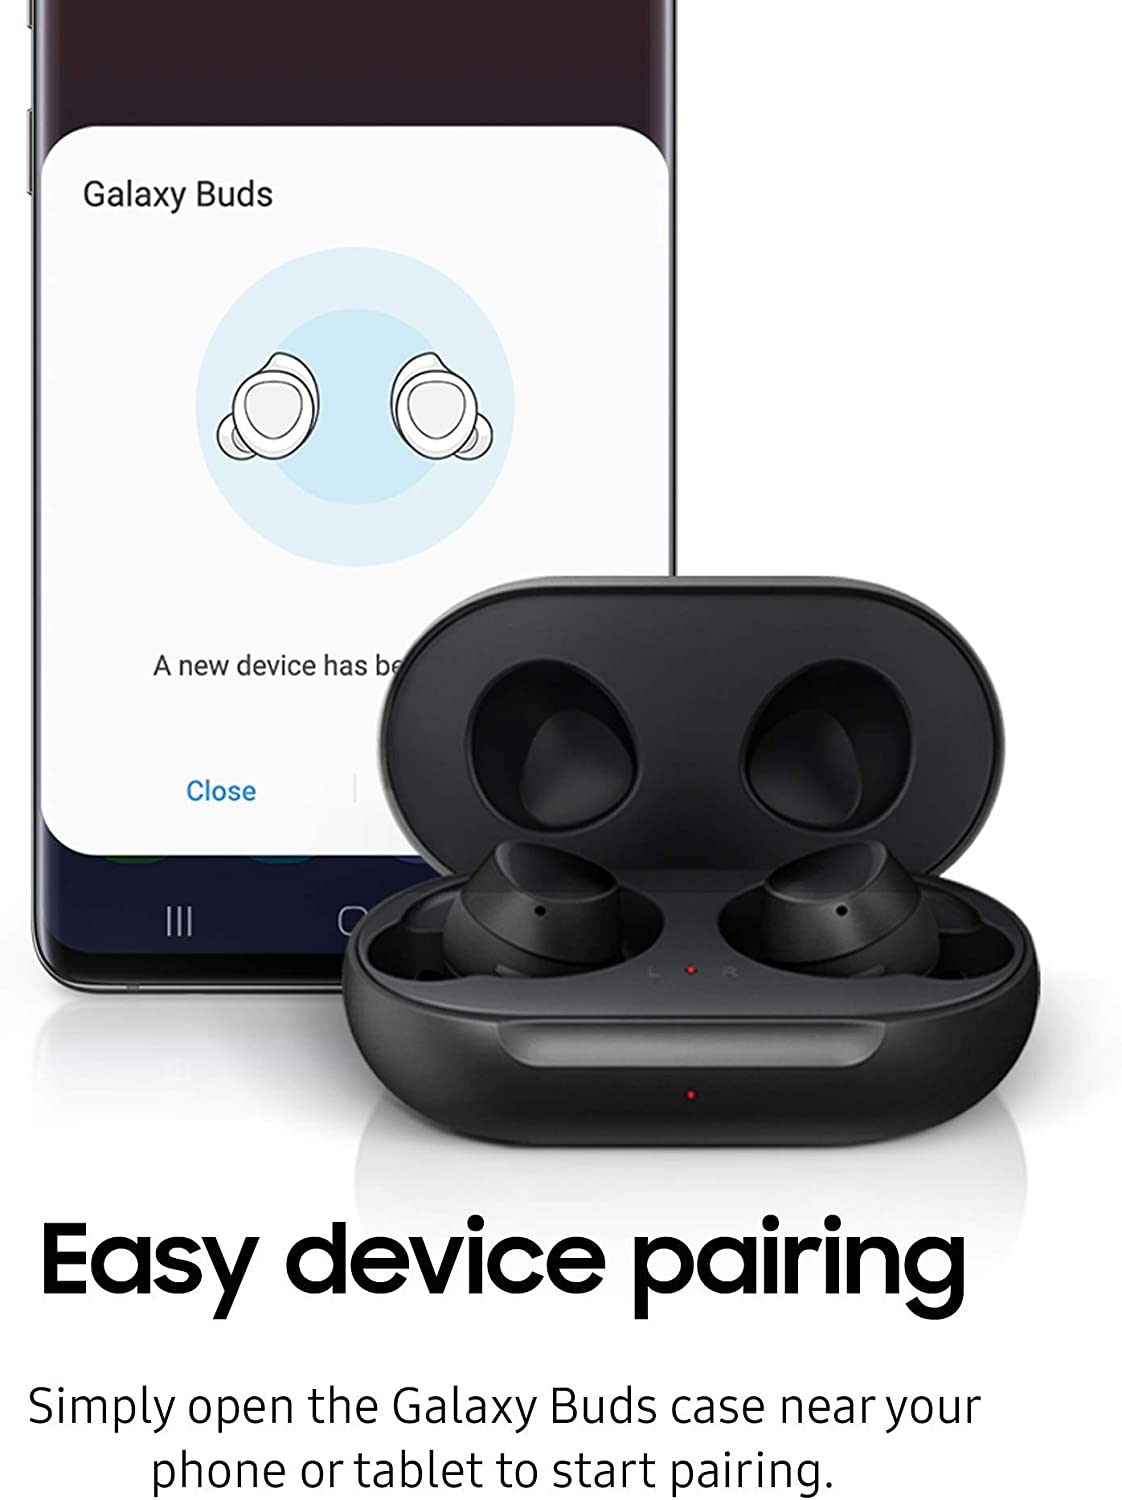 Galaxy Buds
A new device has
Close
L R
Easy device pairing
Simply open the Galaxy Buds case near your
phone or tablet to start pairing.